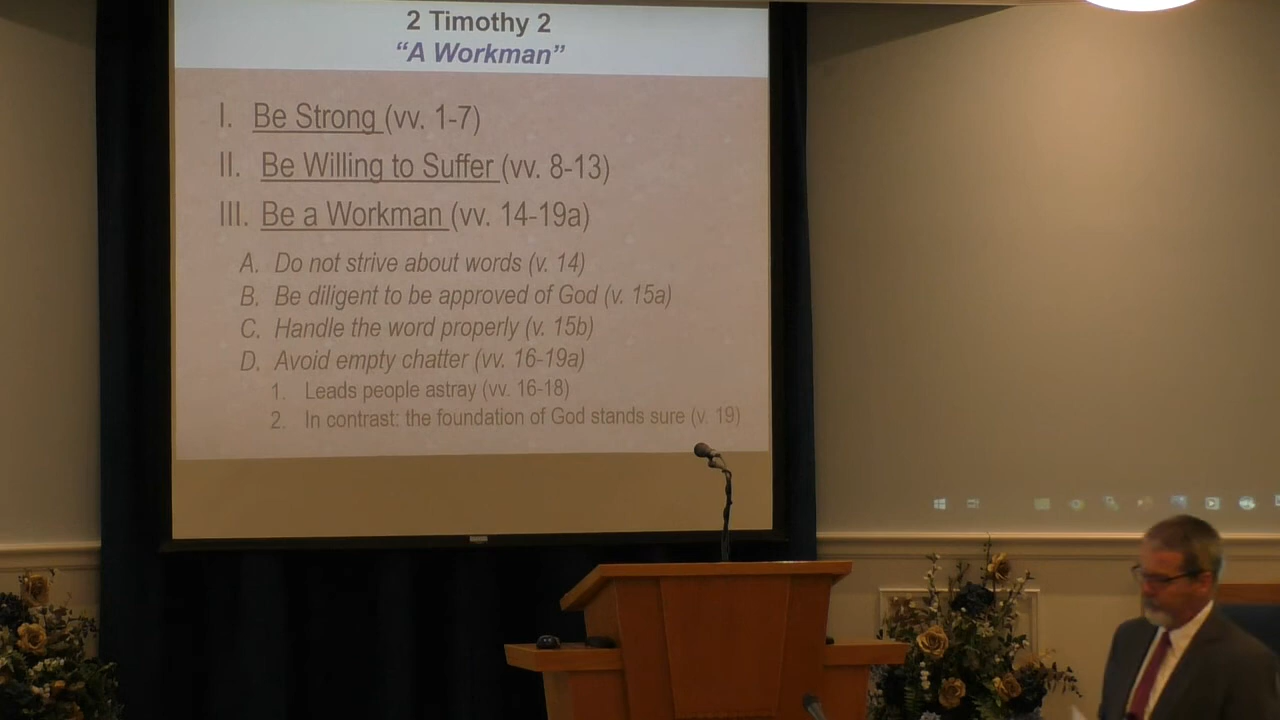 2 Timothy 2
“A Workman”
I. Be Strong (vv. 1-7)
II. Be Willing to Suffer (vv. 8-13)
III. Be a Workman (vv. 14-19a)
A. Do not strive about words (v. 14)
B. Be diligent to be approved of God (v. 15a)
C. Handle the word properly (v. 15b)
D. Avoid empty chatter (vv. 16-19a)
1. Leads people astray (vv. 16-18)
2. In contrast: the foundation of God stands sure (v. 19)